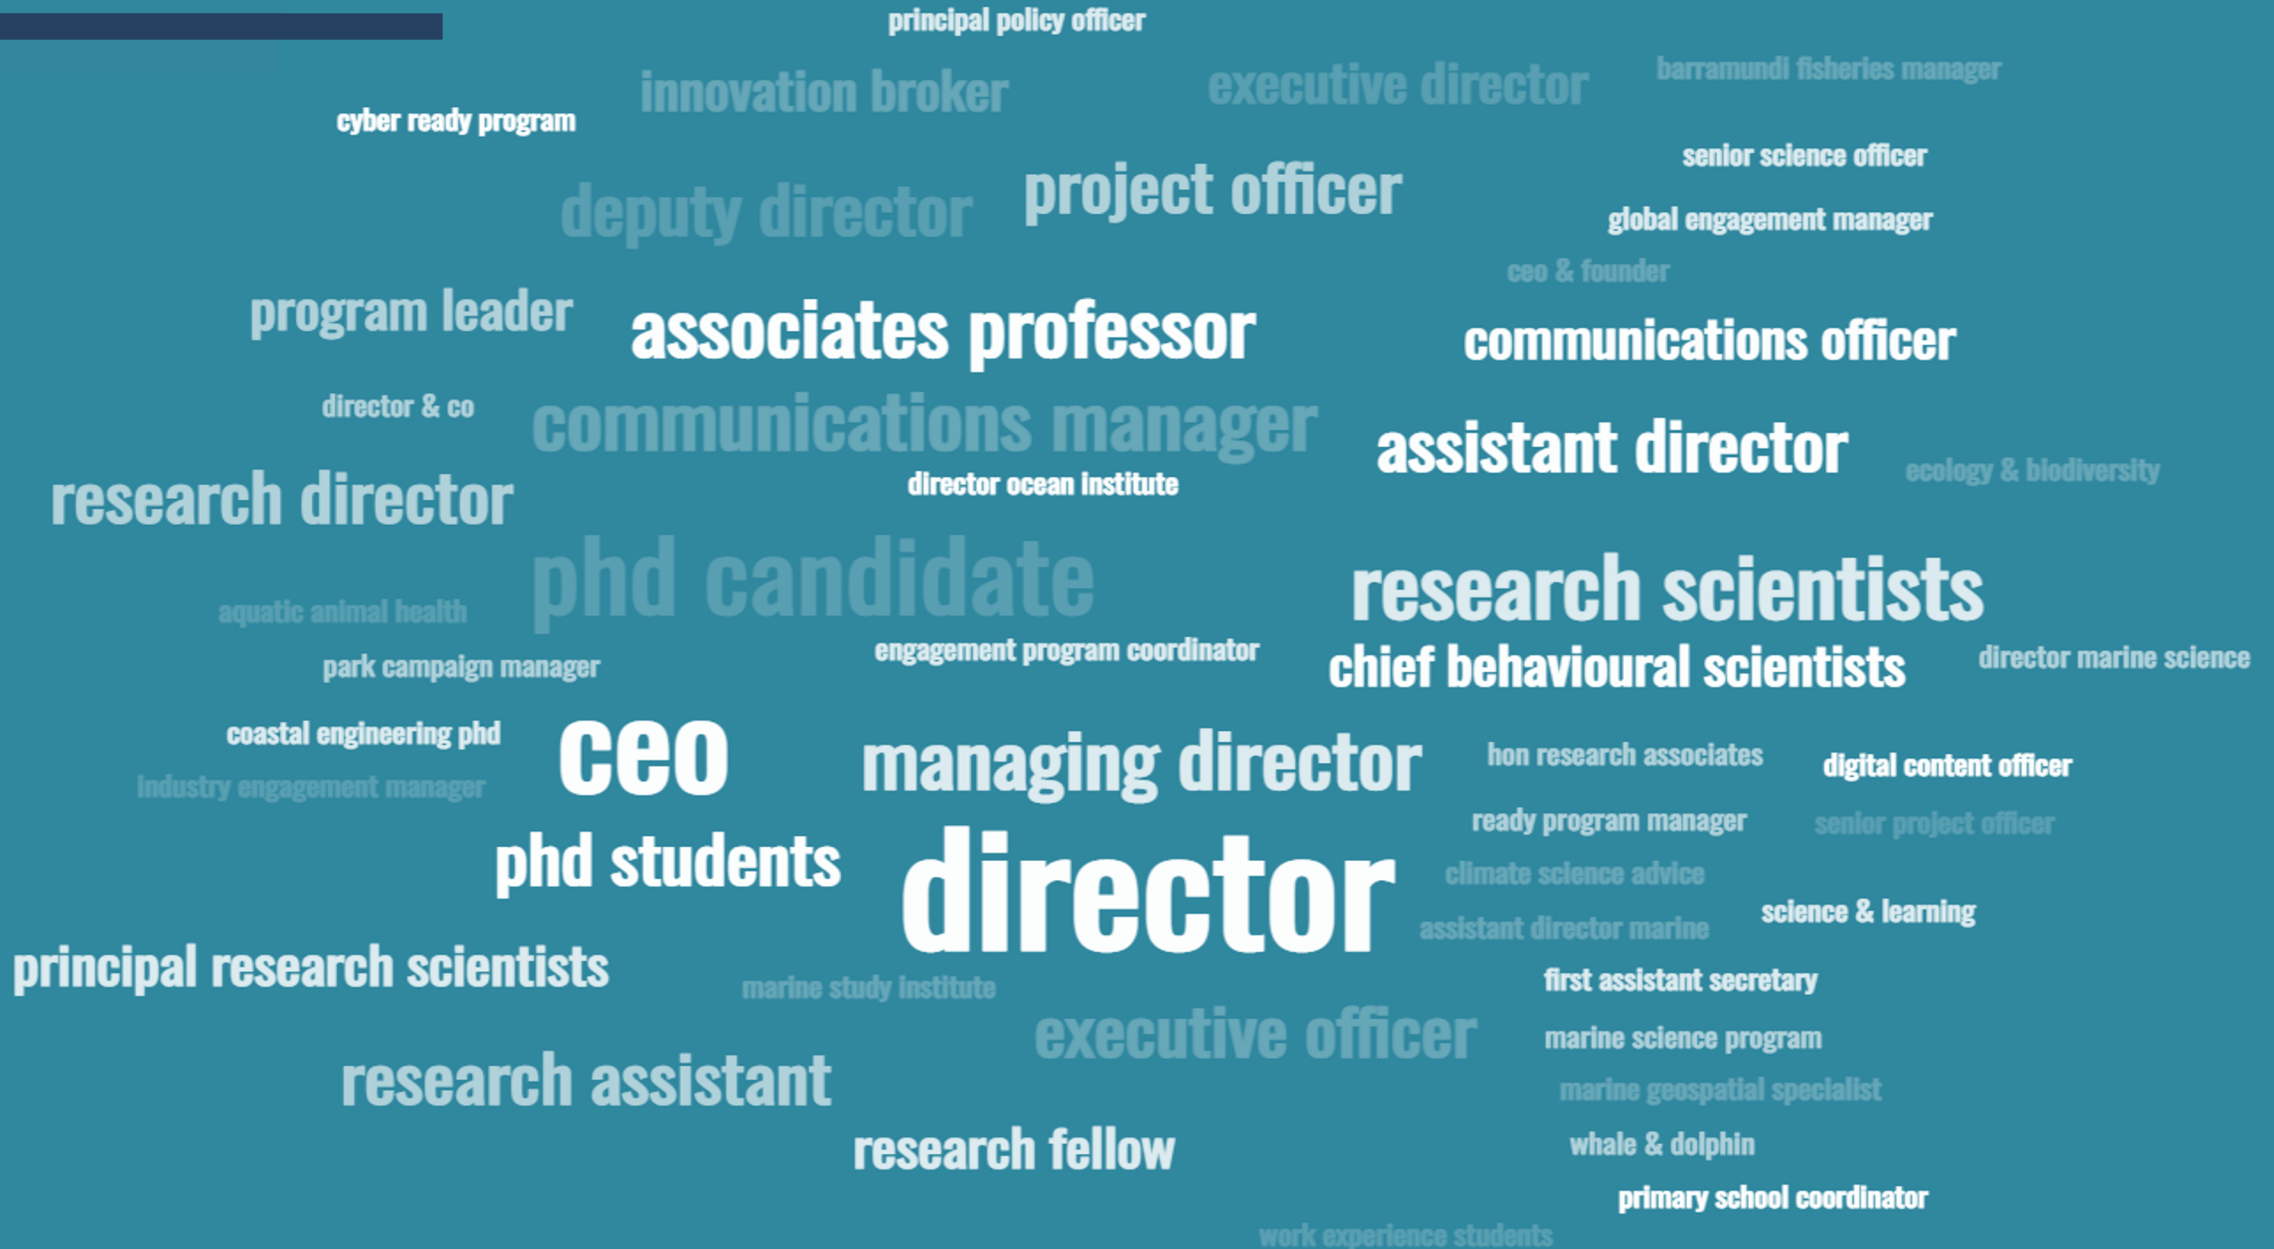 principal policy officer
innovation broker
executive director
barramundi fisheries manager
cyber ready program
senior science officer
deputy director
project officer
global engagement manager
ceo & founder
program leader
associates professor
communications officer
director & co
communications manager
assistant director
ecology & biodiversity
research director
director ocean institute
phd candidate
research scientists
aquatic animal health
engagement program coordinator
chief behavioural scientists
director marine science
park campaign manager
coastal engineering phd
ceo
managing director
hon research associates
digital content officer
industry engagement manager
ready program manager
senior project officer
phd students
director
climate science advice
science & learning
assistant director marine
principal research scientists
marine study institute
first assistant secretary
executive officer
marine science program
research assistant
marine geospatial specialist
research fellow
whale & dolphin
primary school coordinator
work experience students